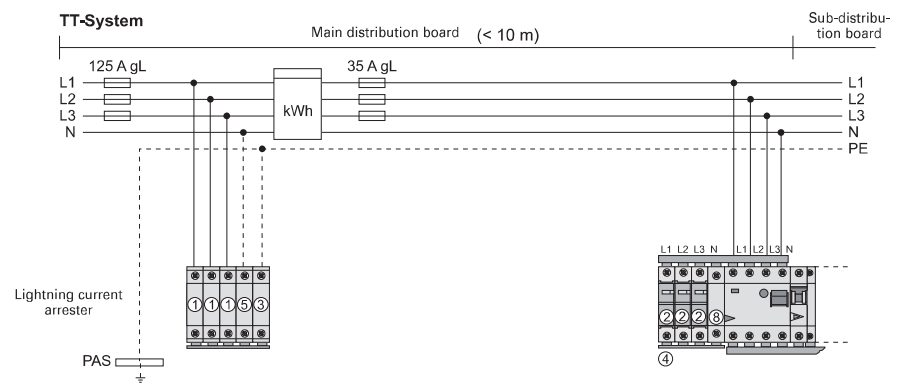 TT-System
Main distribution board (< 10 m)
Sub-distribu-
tion board
125 A gL
35 A gL
L1
L2
L3
N
kWh
L1
L2
L3
N
PE
L1 L2 L3 N
L1 L2 L3 N
Lightning current
arrester
1 1 1 5 3
2 2 2 8
4
PAS